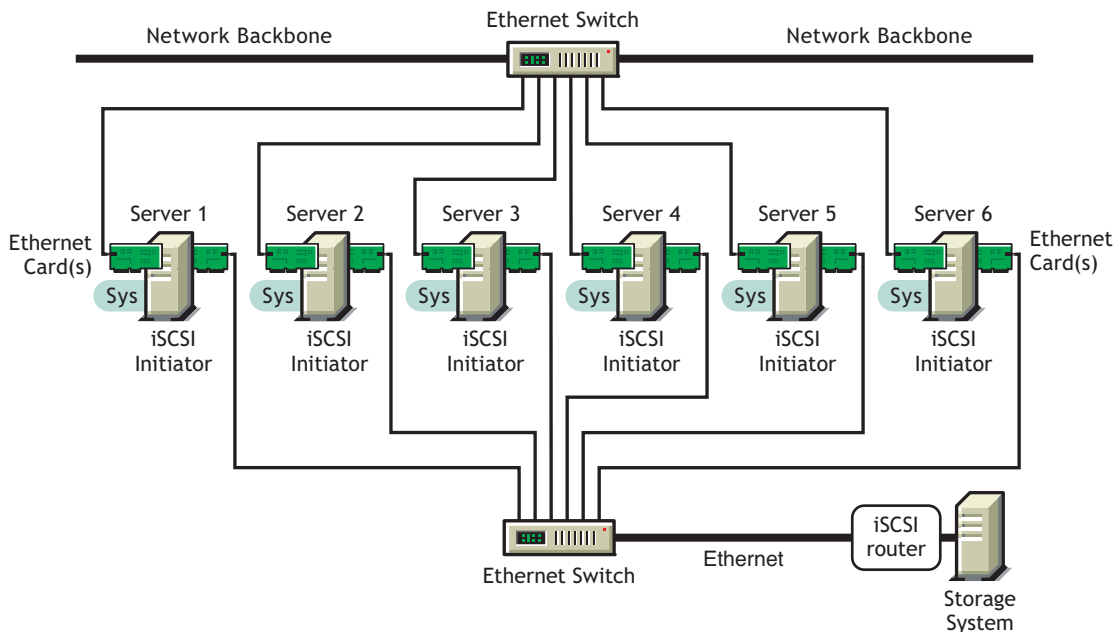 Ethernet Switch
Network Backbone
Network Backbone
Server 1
Server 2
Server 3
Server 4
Server 5
Server 6
Ethernet
Card(s)
Ethernet
Card(s)
Sys
Sys
Sys
Sys
Sys
Sys
iSCSI
Initiator
iSCSI
Initiator
iSCSI
Initiator
iSCSI
Initiator
iSCSI
Initiator
iSCSI
Initiator
Ethernet Switch
Ethernet
iSCSI
router
Storage
System